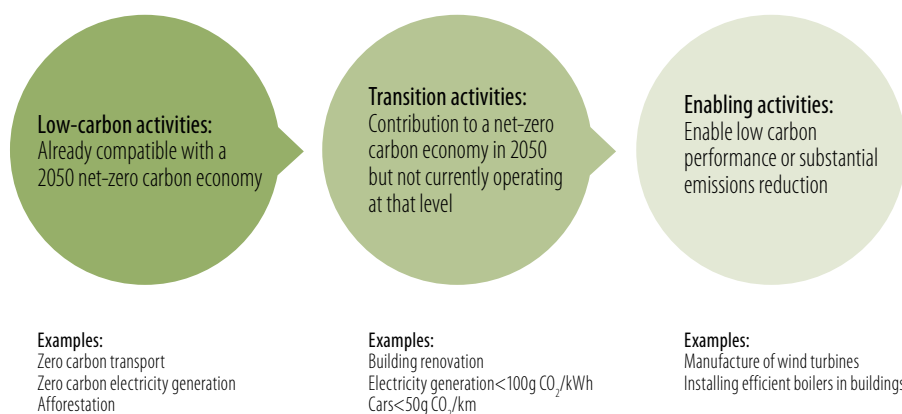 Low-carbon activities:
Already compatible with a
2050 net-zero carbon economy
Transition activities:
Contribution to a net-zero
carbon economy in 2050
but not currently operating
at that level
Enabling activities:
Enable low carbon
performance or substantial
emissions reduction
Examples:
Zero carbon transport
Zero carbon electricity generation
Afforestation
Examples:
Building renovation
Electricity generation<100g CO₂/kWh
Cars<50g CO₂/km
Examples:
Manufacture of wind turbines
Installing efficient boilers in buildings